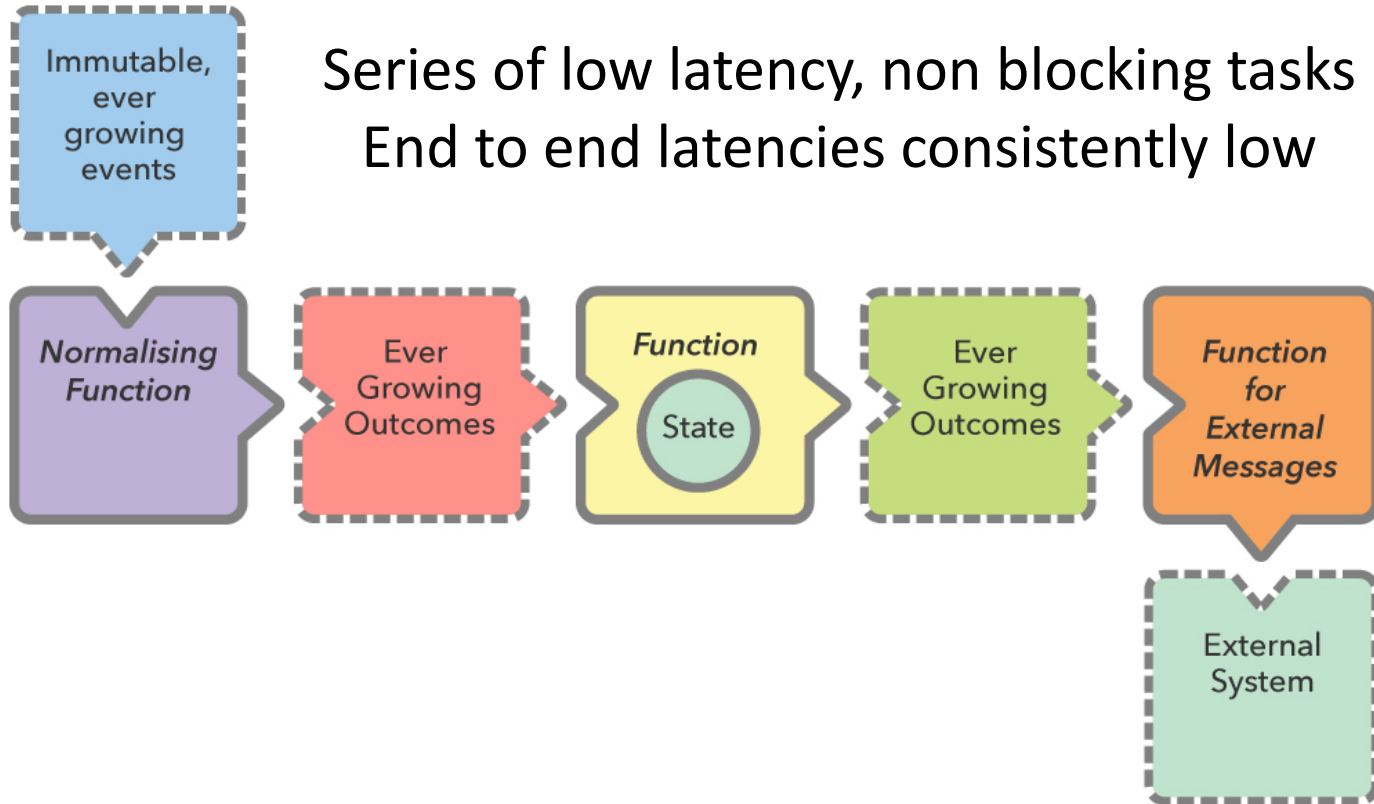 Immutable,
ever
growing
events
Series of low latency, non blocking tasks
End to end latencies consistently low
Normalising
Function
Ever
Growing
Outcomes
Function
State
Ever
Growing
Outcomes
Function
for
External
Messages
External
System